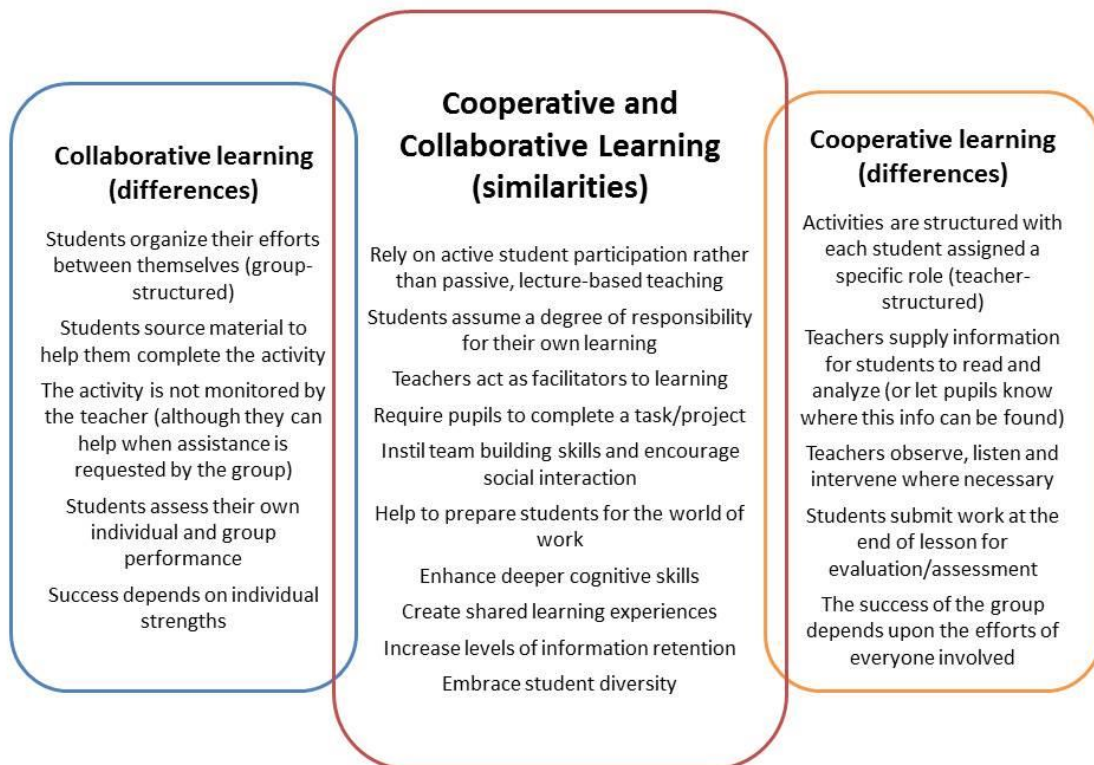 Collaborative learning
(differences)
Students organize their efforts
between themselves (group-
structured)
Students source material to
help them complete the activity
The activity is not monitored by
the teacher (although they can
help when assistance is
requested by the group)
Students assess their own
individual and group
performance
Success depends on individual
strengths
Cooperative and
Collaborative Learning
(similarities)
Rely on active student participation rather
than passive, lecture-based teaching
Students assume a degree of responsibility
for their own learning
Teachers act as facilitators to learning
Require pupils to complete a task/project
Instil team building skills and encourage
social interaction
Help to prepare students for the world of
work
Enhance deeper cognitive skills
Create shared learning experiences
Increase levels of information retention
Embrace student diversity
Cooperative learning
(differences)
Activities are structured with
each student assigned a
specific role (teacher-
structured)
Teachers supply information
for students to read and
analyze (or let pupils know
where this info can be found)
Teachers observe, listen and
intervene where necessary
Students submit work at the
end of lesson for
evaluation/assessment
The success of the group
depends upon the efforts of
everyone involved